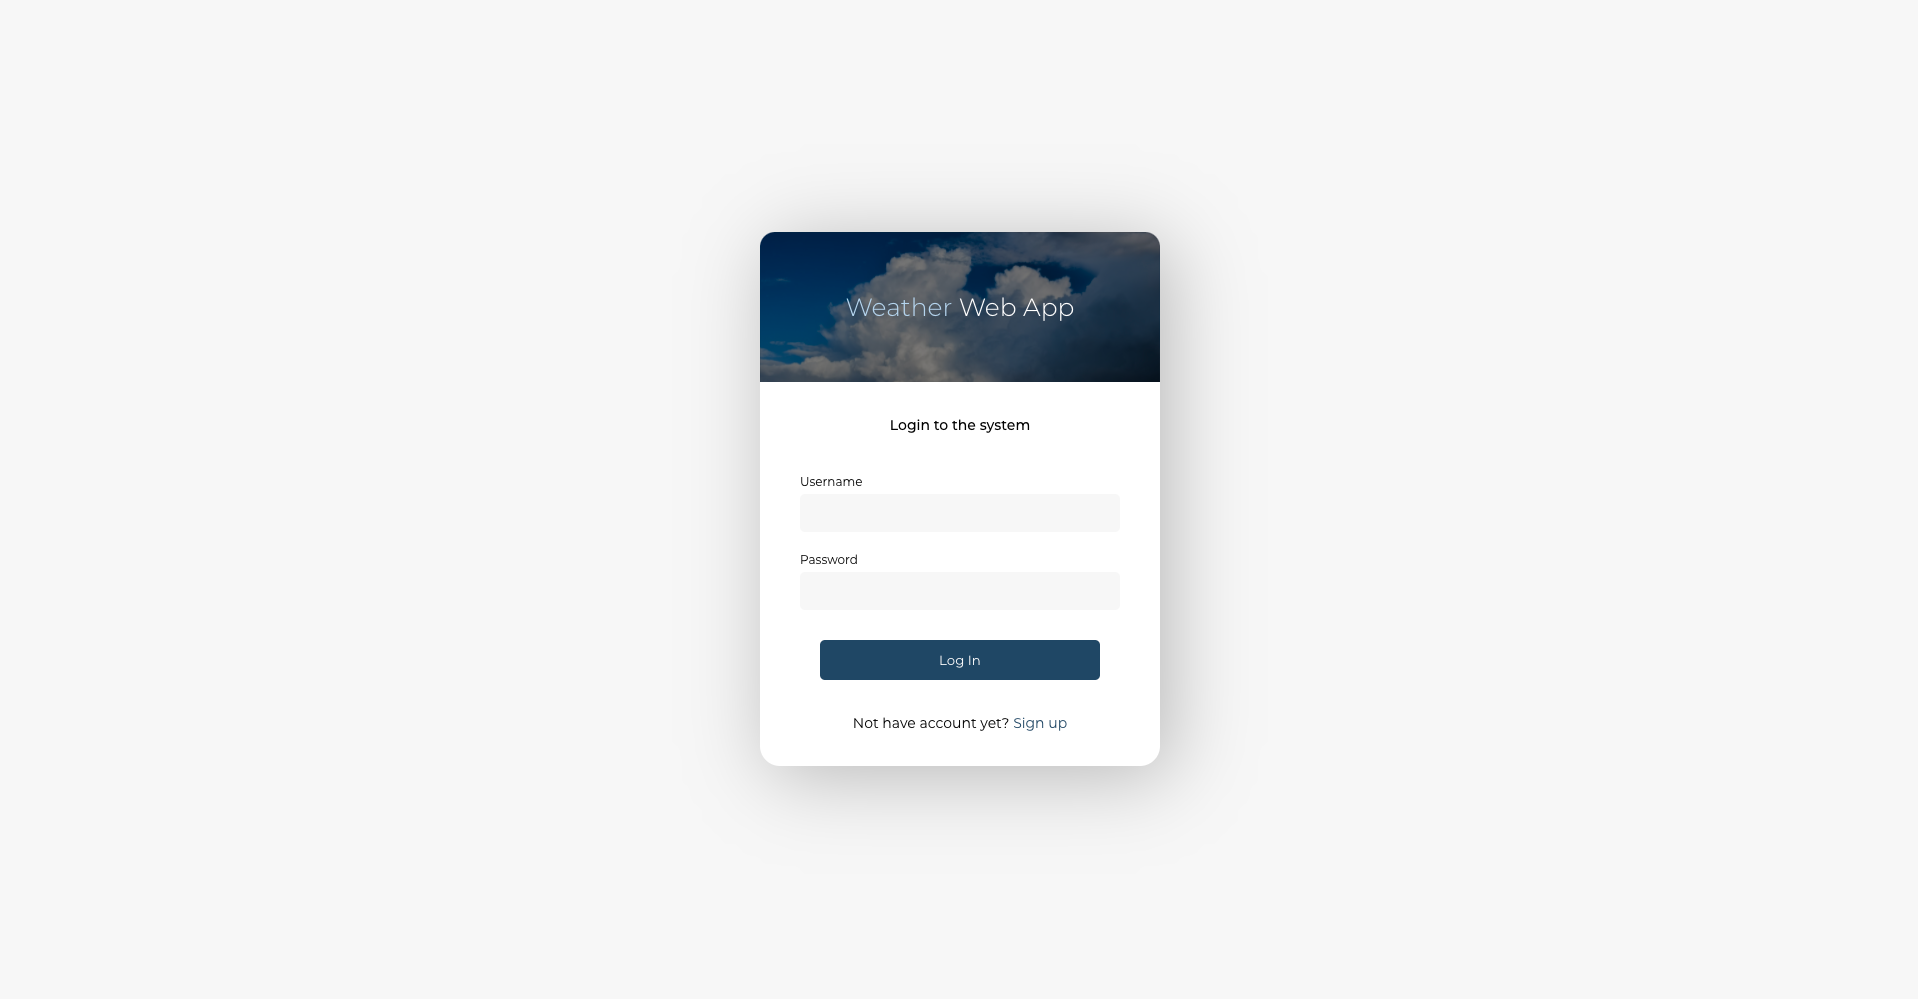 Weather Web App
Login to the system
Username
Password
Log In
Not have account yet? Sign up